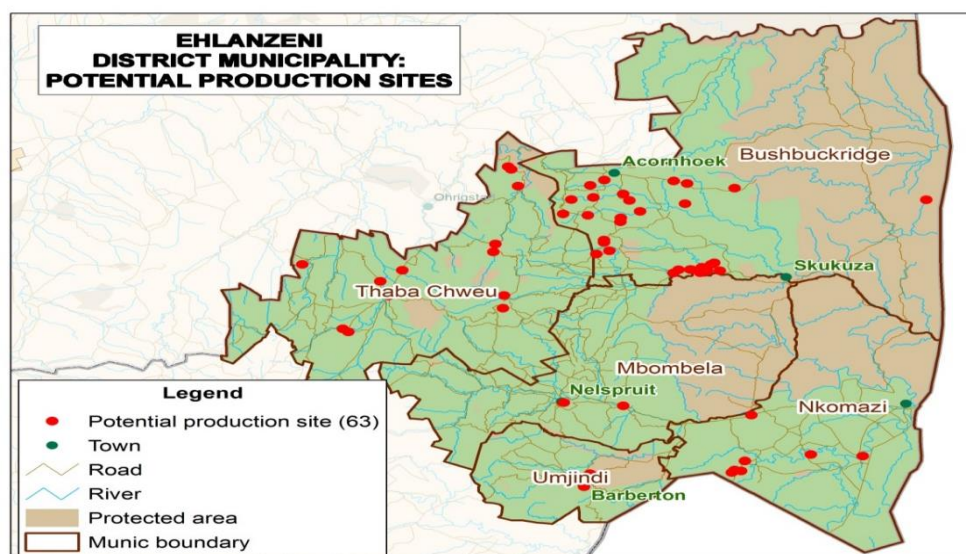 EHLANZENI
DISTRICT MUNICIPALITY:
POTENTIAL PRODUCTION SITES
Acornhoek
Bushbuckridge
Skukuza
Thaba Chweu
Mbombela
Nelspruit
Nkomazi
Umjindi
Barberton
Legend
Potential production site (63)
Town
Road
River
Protected area
Munic boundary